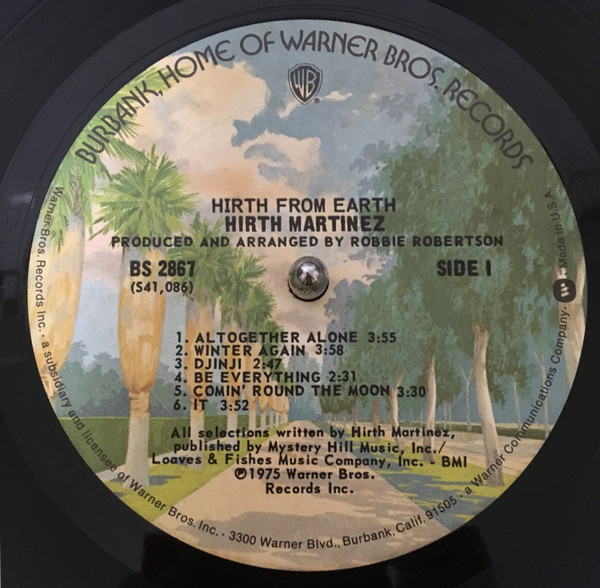 BURBANK, HOME OF WARNER BROS. RECORDS
WB
HIRTH FROM EARTH
HIRTH MARTINEZ
PRODUCED AND ARRANGED BY ROBBIE ROBERTSON
BS 2867 SIDE 1
(S41,086)
1. ALTOGETHER ALONE 3:55
2. WINTER AGAIN 3:58
3. DJINJI 2:47
4. BE EVERYTHING 2:31
5. COMIN' ROUND THE MOON 3:30
6. IT 3:52
All selections written by Hirth Martinez,
published by Mystery Hill Music, Inc./
Loaves & Fishes Music Company, Inc. - BMI
℗1975 Warner Bros.
Records Inc.
Warner Bros. Records Inc. · a subsidiary and licensee of Warner Bros. Inc. · 3300 Warner Blvd., Burbank, Calif. 91505 · a Warner Communications Company. Made in U.S.A.